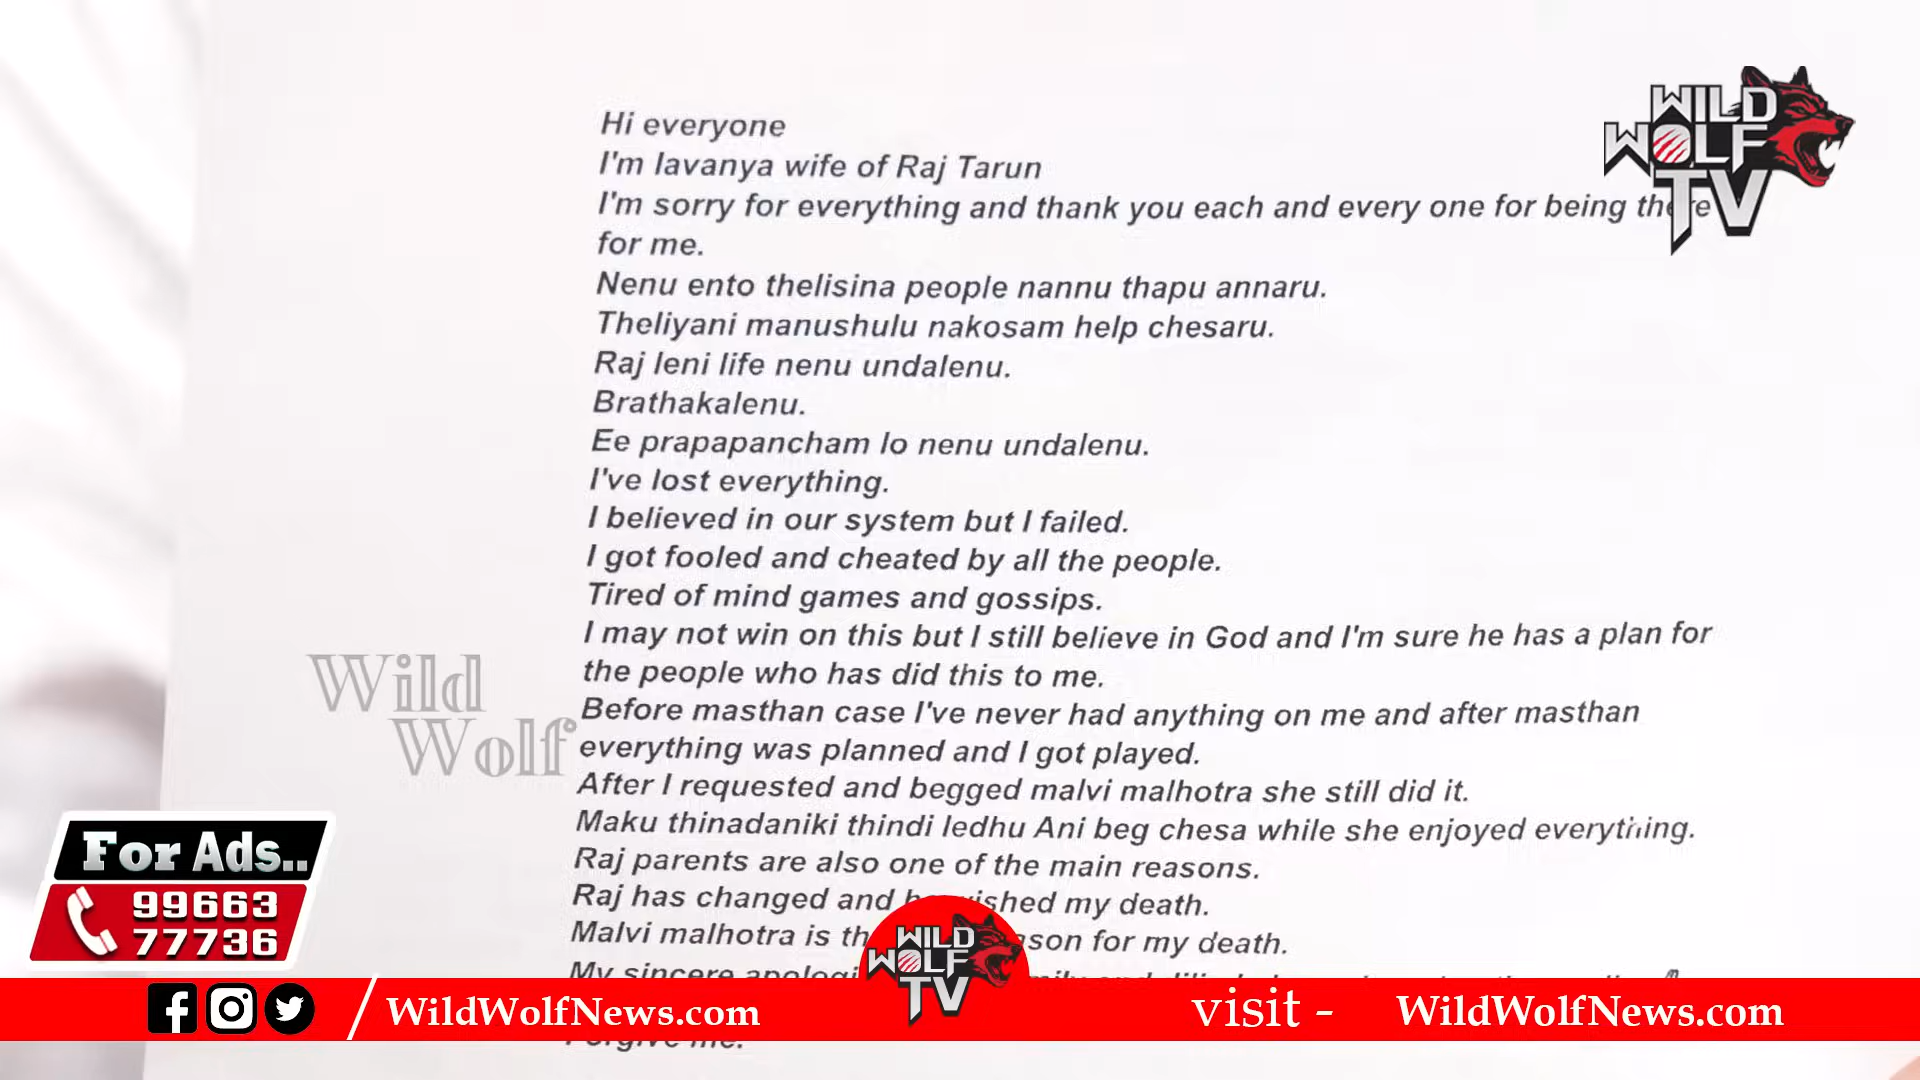 Hi everyone
I'm lavanya wife of Raj Tarun
I'm sorry for everything and thank you each and every one for being there
for me.
Nenu ento thelisina people nannu thapu annaru.
Theliyani manushulu nakosam help chesaru.
Raj leni life nenu undalenu.
Brathakalenu.
Ee prapapancham lo nenu undalenu.
I've lost everything.
I believed in our system but I failed.
I got fooled and cheated by all the people.
Tired of mind games and gossips.
I may not win on this but I still believe in God and I'm sure he has a plan for
the people who has did this to me.
Before masthan case I've never had anything on me and after masthan
everything was planned and I got played.
After I requested and begged malvi malhotra she still did it.
Maku thinadaniki thindi ledhu Ani beg chesa while she enjoyed everything.
Raj parents are also one of the main reasons.
Raj has changed and he wished my death.
Malvi malhotra is for my death.
My sincere
Forgive me.
WILD
WOLF
TV
Wild
Wolf
For Ads..
99663
77736
WILD
WOLF
TV
WildWolfNews.com
visit - WildWolfNews.com